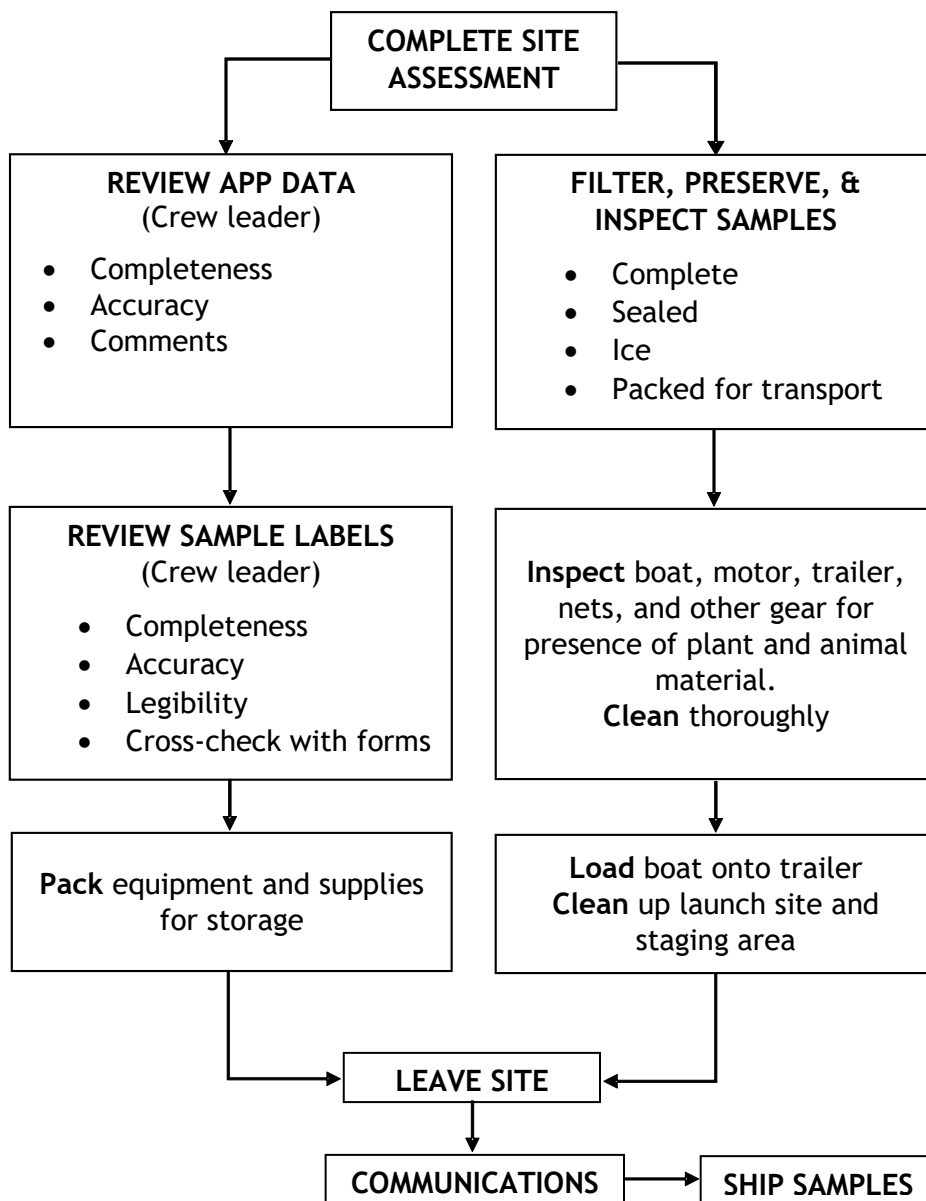 COMPLETE SITE
ASSESSMENT
REVIEW APP DATA
(Crew leader)
• Completeness
• Accuracy
• Comments
FILTER, PRESERVE, &
INSPECT SAMPLES
• Complete
• Sealed
• Ice
• Packed for transport
REVIEW SAMPLE LABELS
(Crew leader)
• Completeness
• Accuracy
• Legibility
• Cross-check with forms
Inspect boat, motor, trailer,
nets, and other gear for
presence of plant and animal
material.
Clean thoroughly
Pack equipment and supplies
for storage
Load boat onto trailer
Clean up launch site and
staging area
LEAVE SITE
COMMUNICATIONS
SHIP SAMPLES